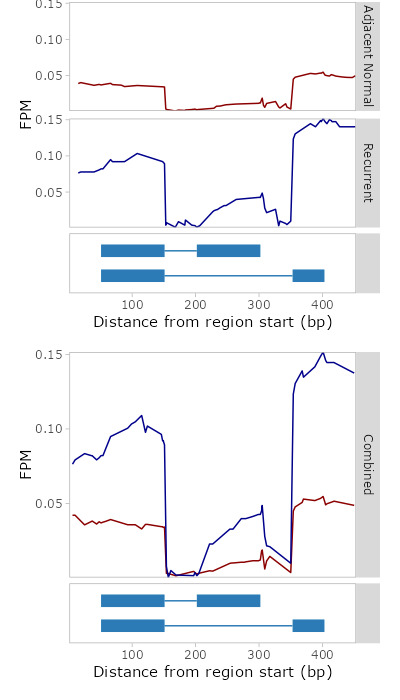 0.15
Adjacent Normal
0.10
0.05
FPM
0.15
Recurrent
0.10
0.05
100 200 300 400
Distance from region start (bp)
0.15
Combined
0.10
FPM
0.05
100 200 300 400
Distance from region start (bp)